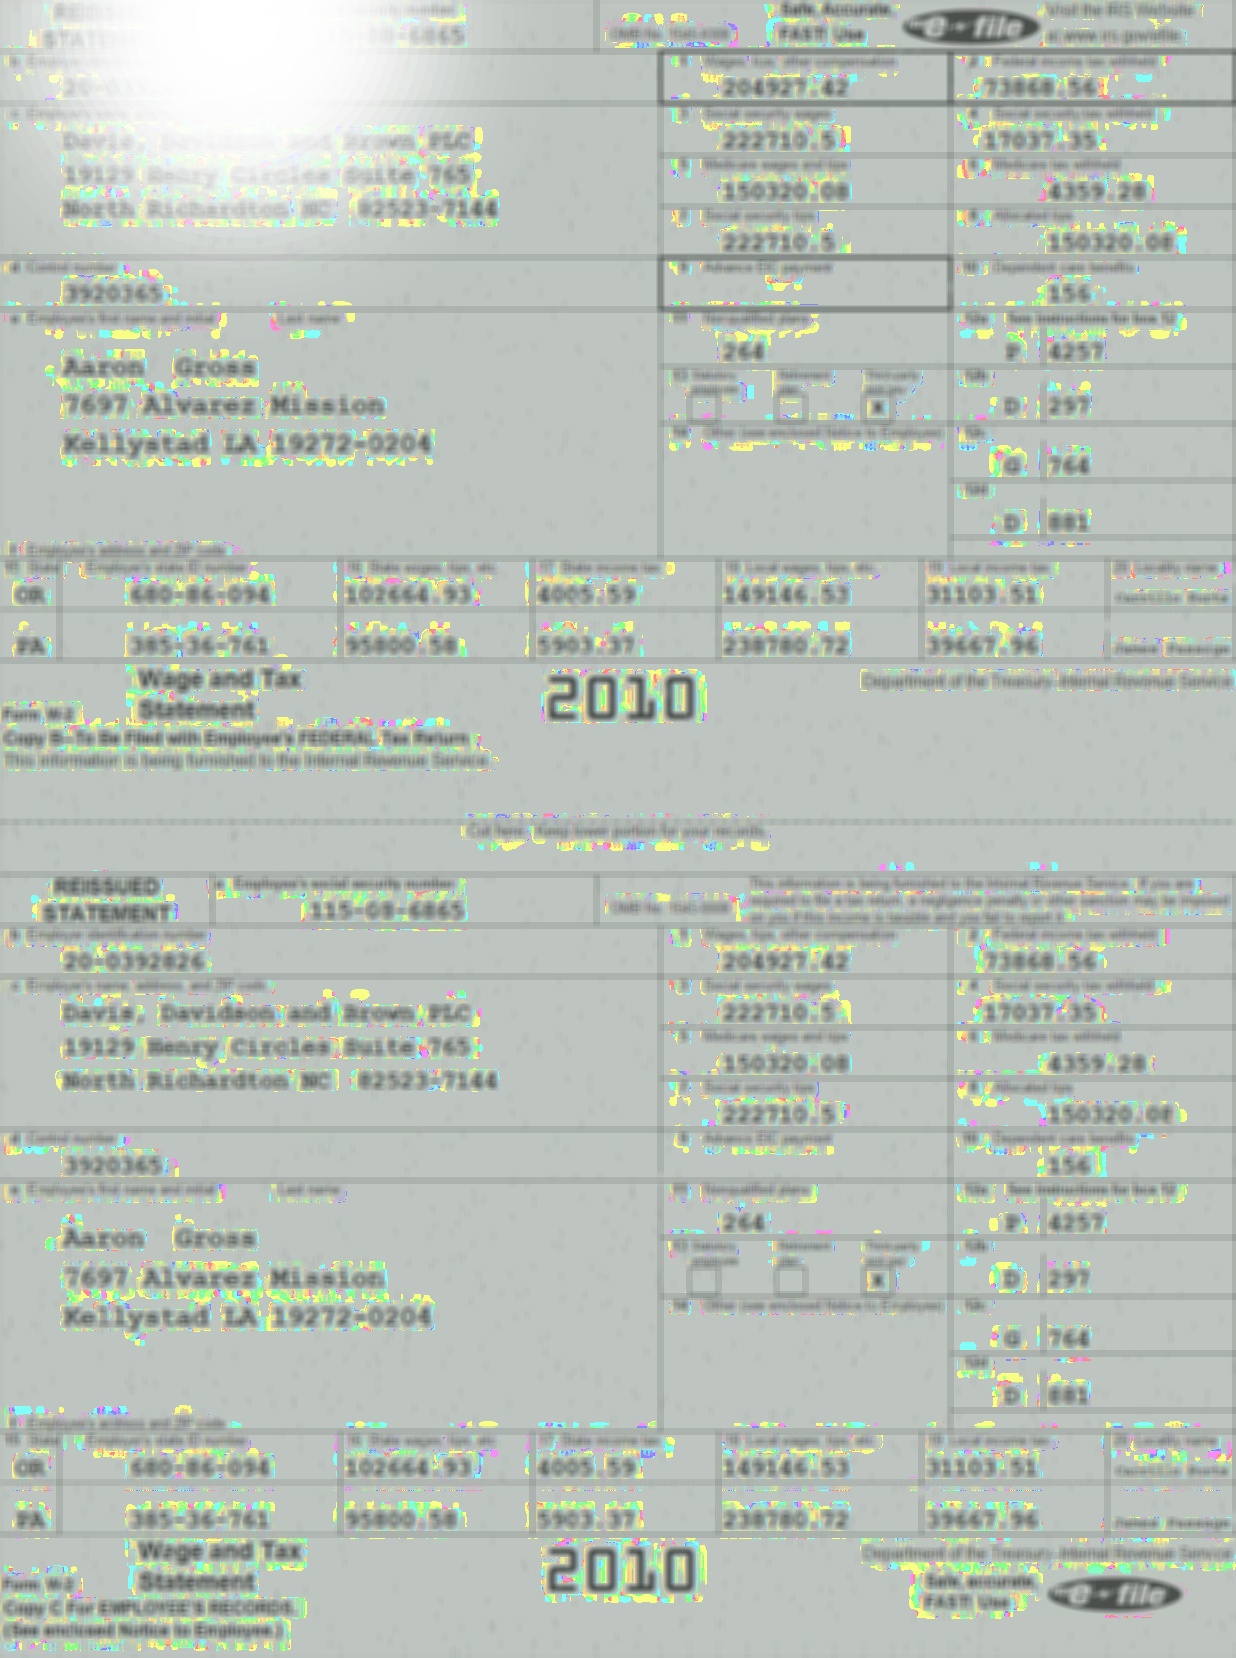 08-6865 Safe, Accurate, Visit the IRS Website
OMB No. 1545-0008 FAST! Use e-file at www.irs.gov/efile
1 Wages, tips, other compensation 2 Federal income tax withheld
204927.42 73868.56
3 Social security wages 4 Social security tax withheld
Brown PLC 222710.5 17037.35
19129 Henry Circles Suite 765 5 Medicare wages and tips 6 Medicare tax withheld
150320.08 4359.28
North Richardton NC 82523-7144 7 Social security tips 8 Allocated tips
222710.5 150320.08
d Control number 9 Advance EIC payment 10 Dependent care benefits
3920365 156
e Employee's first name and initial Last name 11 Nonqualified plans 12a See instructions for box 12
264 P 4257
Aaron Gross 13 Statutory employee Retirement plan Third-party sick pay 12b
7697 Alvarez Mission X D 297
14 Other (see enclosed Notice to Employee) 12c
Kellystad LA 19272-0204 G 764
12d
D 881
f Employee's address and ZIP code
15 State Employer's state ID number 16 State wages, tips, etc. 17 State income tax 18 Local wages, tips, etc. 19 Local income tax 20 Locality name
OR 680-86-094 102664.93 4005.59 149146.53 31103.51
PA 385-36-761 95800.58 5903.37 238780.72 39667.96
Wage and Tax 2010 Department of the Treasury-Internal Revenue Service
Form W-2 Statement
Copy B-To Be Filed with Employee's FEDERAL Tax Return
This information is being furnished to the Internal Revenue Service.
Cut here. Keep lower portion for your records.
REISSUED a Employee's social security number This information is being furnished to the Internal Revenue Service. If you are
STATEMENT 115-08-6865 OMB No. 1545-0008 required to file a tax return, a negligence penalty or other sanction may be imposed
on you if this income is taxable and you fail to report it.
b Employer identification number 1 Wages, tips, other compensation 2 Federal income tax withheld
20-0392826 204927.42 73868.56
c Employer's name, address, and ZIP code 3 Social security wages 4 Social security tax withheld
Davis, Davidson and Brown PLC 222710.5 17037.35
19129 Henry Circles Suite 765 5 Medicare wages and tips 6 Medicare tax withheld
150320.08 4359.28
North Richardton NC 82523-7144 7 Social security tips 8 Allocated tips
222710.5 150320.08
d Control number 9 Advance EIC payment 10 Dependent care benefits
3920365 156
e Employee's first name and initial Last name 11 Nonqualified plans 12a See instructions for box 12
264 P 4257
Aaron Gross 13 Statutory employee Retirement plan Third-party sick pay 12b
7697 Alvarez Mission X D 297
14 Other (see enclosed Notice to Employee) 12c
Kellystad LA 19272-0204 G 764
12d
D 881
f Employee's address and ZIP code
15 State Employer's state ID number 16 State wages, tips, etc. 17 State income tax 18 Local wages, tips, etc. 19 Local income tax 20 Locality name
OR 680-86-094 102664.93 4005.59 149146.53 31103.51
PA 385-36-761 95800.58 5903.37 238780.72 39667.96
Wage and Tax 2010 Department of the Treasury-Internal Revenue Service
Form W-2 Statement Safe, accurate,
Copy C For EMPLOYEE'S RECORDS FAST! Use e-file
(See enclosed Notice to Employee.)